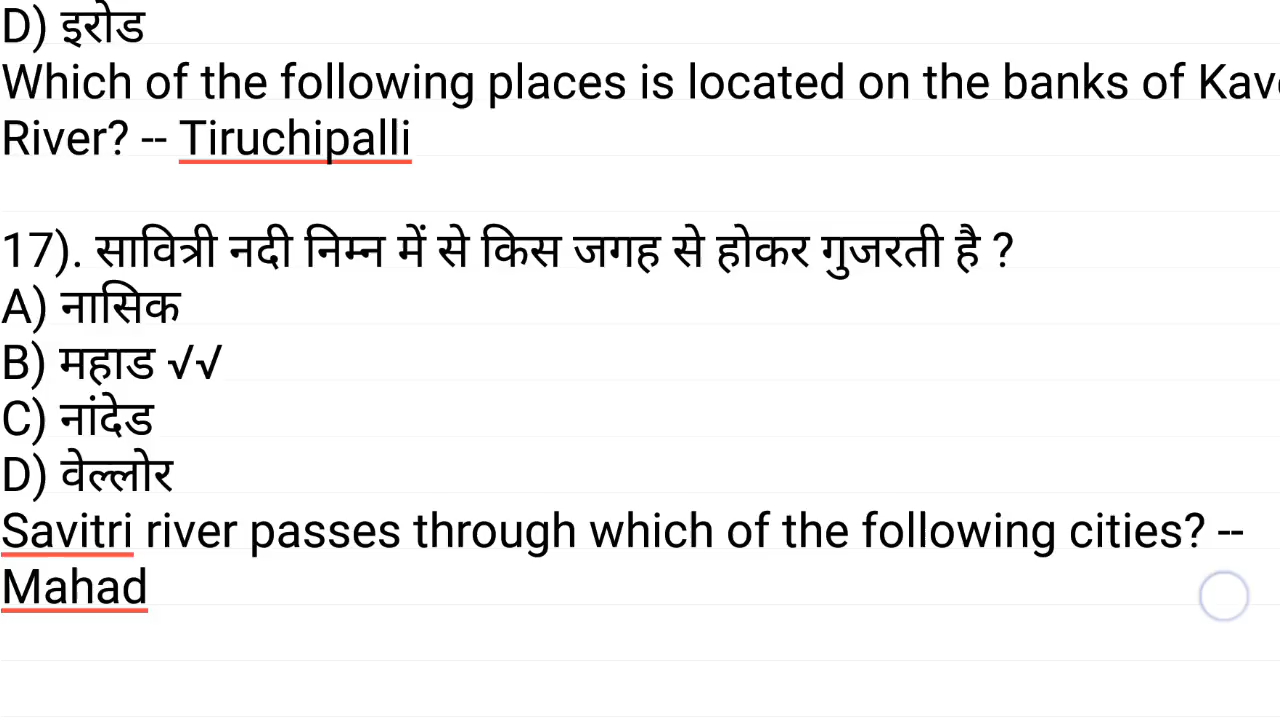 D) इरोड
Which of the following places is located on the banks of
River? -- Tiruchipalli
17). सावित्री नदी निम्न में से किस जगह से होकर गुजरती है ?
A) नासिक
B) महाड √√
C) नांदेड
D) वेल्लोर
Savitri river passes through which of the following cities? --
Mahad